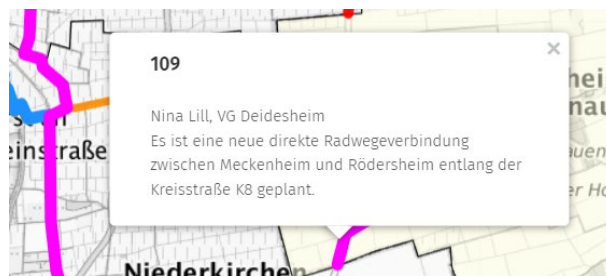 109
×
Nina Lill, VG Deidesheim
Es ist eine neue direkte Radwegeverbindung
zwischen Meckenheim und Rödersheim entlang der
Kreisstraße K8 geplant.
einstraße
Niederkirchen